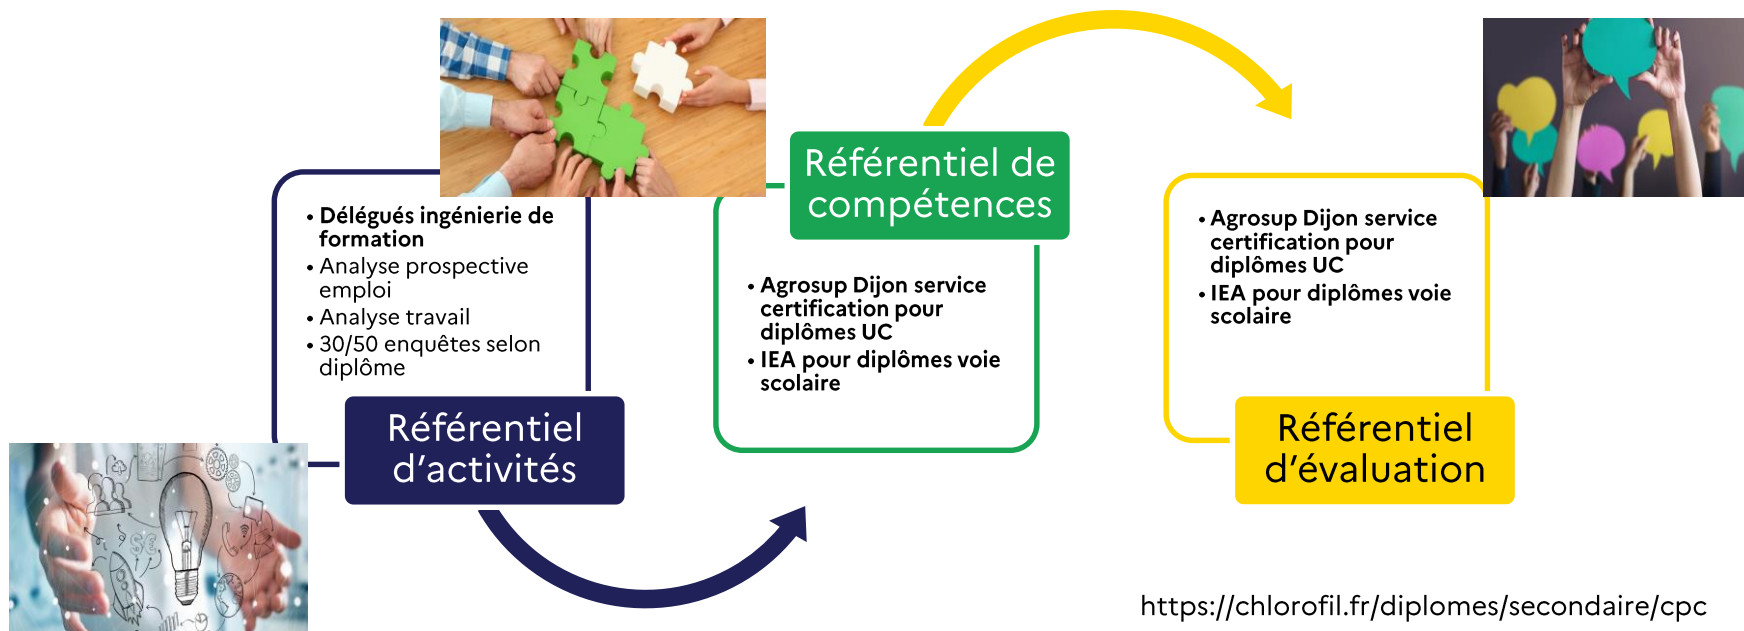 • Délégués ingénierie de
formation
• Analyse prospective
emploi
• Analyse travail
• 30/50 enquêtes selon
diplôme
Référentiel
d’activités
Référentiel de
compétences
• Agrosup Dijon service
certification pour
diplômes UC
• IEA pour diplômes voie
scolaire
• Agrosup Dijon service
certification pour
diplômes UC
• IEA pour diplômes voie
scolaire
Référentiel
d’évaluation
https://chlorofil.fr/diplomes/secondaire/cpc